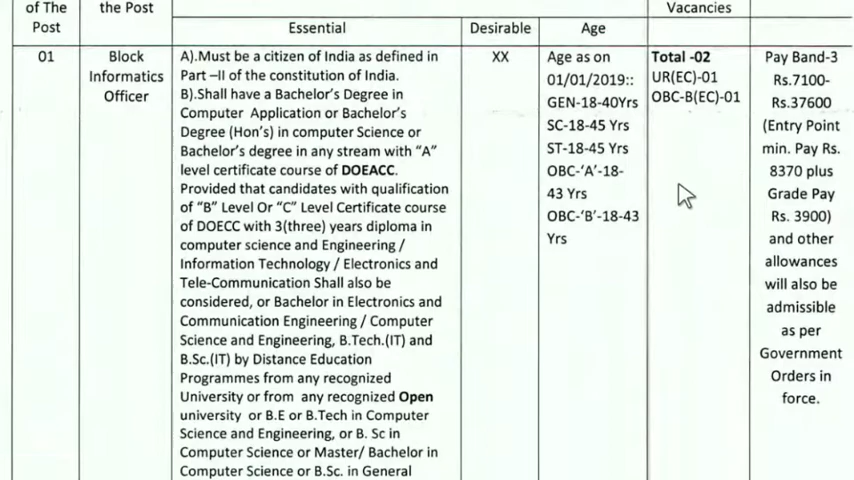 of The
Post
the Post
Vacancies
Essential
Desirable
Age
01
Block
Informatics
Officer
A).Must be a citizen of India as defined in
Part –II of the constitution of India.
B).Shall have a Bachelor's Degree in
Computer Application or Bachelor's
Degree (Hon's) in computer Science or
Bachelor's degree in any stream with "A"
level certificate course of DOEACC.
Provided that candidates with qualification
of "B" Level Or "C" Level Certificate course
of DOECC with 3(three) years diploma in
computer science and Engineering /
Information Technology / Electronics and
Tele-Communication Shall also be
considered, or Bachelor in Electronics and
Communication Engineering / Computer
Science and Engineering, B.Tech.(IT) and
B.Sc.(IT) by Distance Education
Programmes from any recognized
University or from any recognized Open
university or B.E or B.Tech in Computer
Science and Engineering, or B. Sc in
Computer Science or Master/ Bachelor in
Computer Science or B.Sc. in General
XX
Age as on
01/01/2019::
GEN-18-40Yrs
SC-18-45 Yrs
ST-18-45 Yrs
OBC-'A'-18-
43 Yrs
OBC-'B'-18-43
Yrs
Total -02
UR(EC)-01
OBC-B(EC)-01
Pay Band-3
Rs.7100-
Rs.37600
(Entry Point
min. Pay Rs.
8370 plus
Grade Pay
Rs. 3900)
and other
allowances
will also be
admissible
as per
Government
Orders in
force.